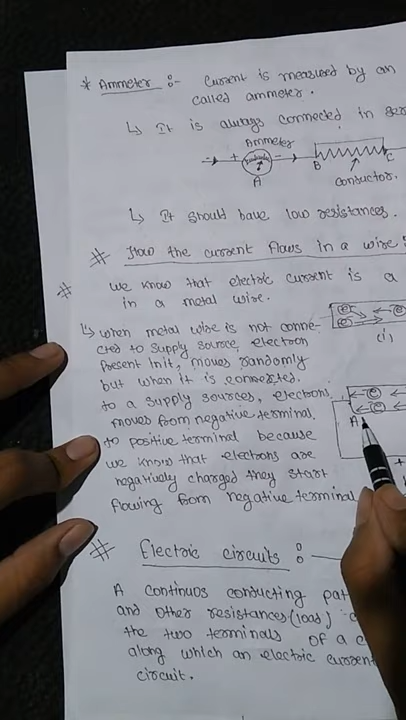 * Ammeter :- Current is measured by an
called ammeter.
↳ It is always connected in ser
Ammeter
+ -
A B C
conductor.
↳ It should have low resistances.
# How the current flows in a wire :
* we know that electric current is a
in a metal wire.
↳ when metal wire is not conne-
cted to supply source, electron
Present in it, moves randomly
but when it is connected.
to a supply sources, electrons
moves from negative terminal.
to positive terminal because
we know that electrons are
negatively charged they start
flowing from negative terminal
e
e
(i)
e
e
A
+
# Electric circuits :-
A continuos conducting pat
and other resistances (load)
the two terminals of a c
along which an electric current
circuit.